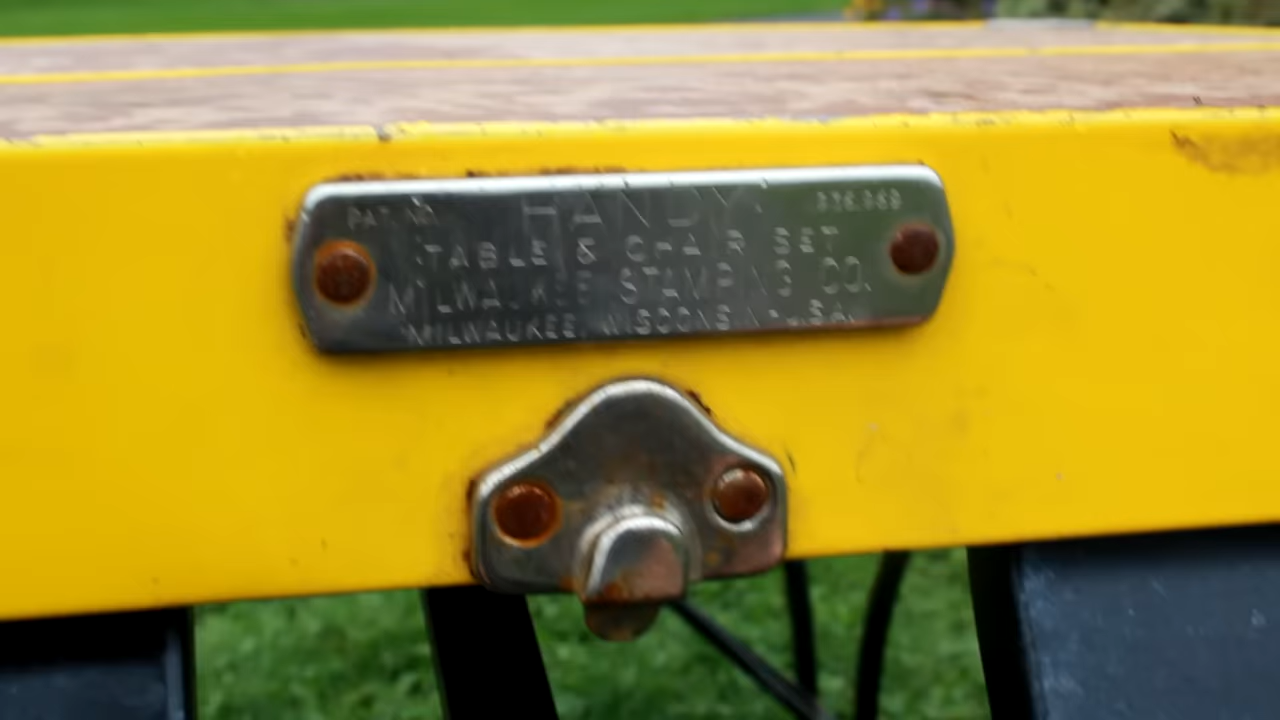 PAT. NO. HANDY
TABLE & CHAIR SET
MILWAUKEE STAMPING CO.
MILWAUKEE, WISCONSIN - U.S.A.